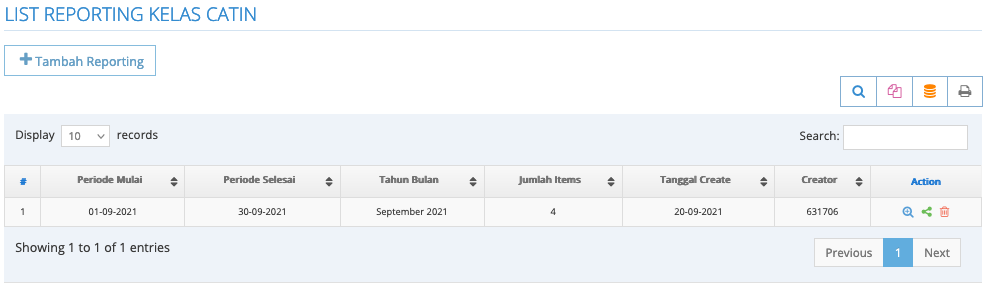 LIST REPORTING KELAS CATIN
Tambah Reporting
Display 10 records Search:
# Periode Mulai Periode Selesai Tahun Bulan Jumlah Items Tanggal Create Creator Action
1 01-09-2021 30-09-2021 September 2021 4 20-09-2021 631706
Showing 1 to 1 of 1 entries Previous 1 Next